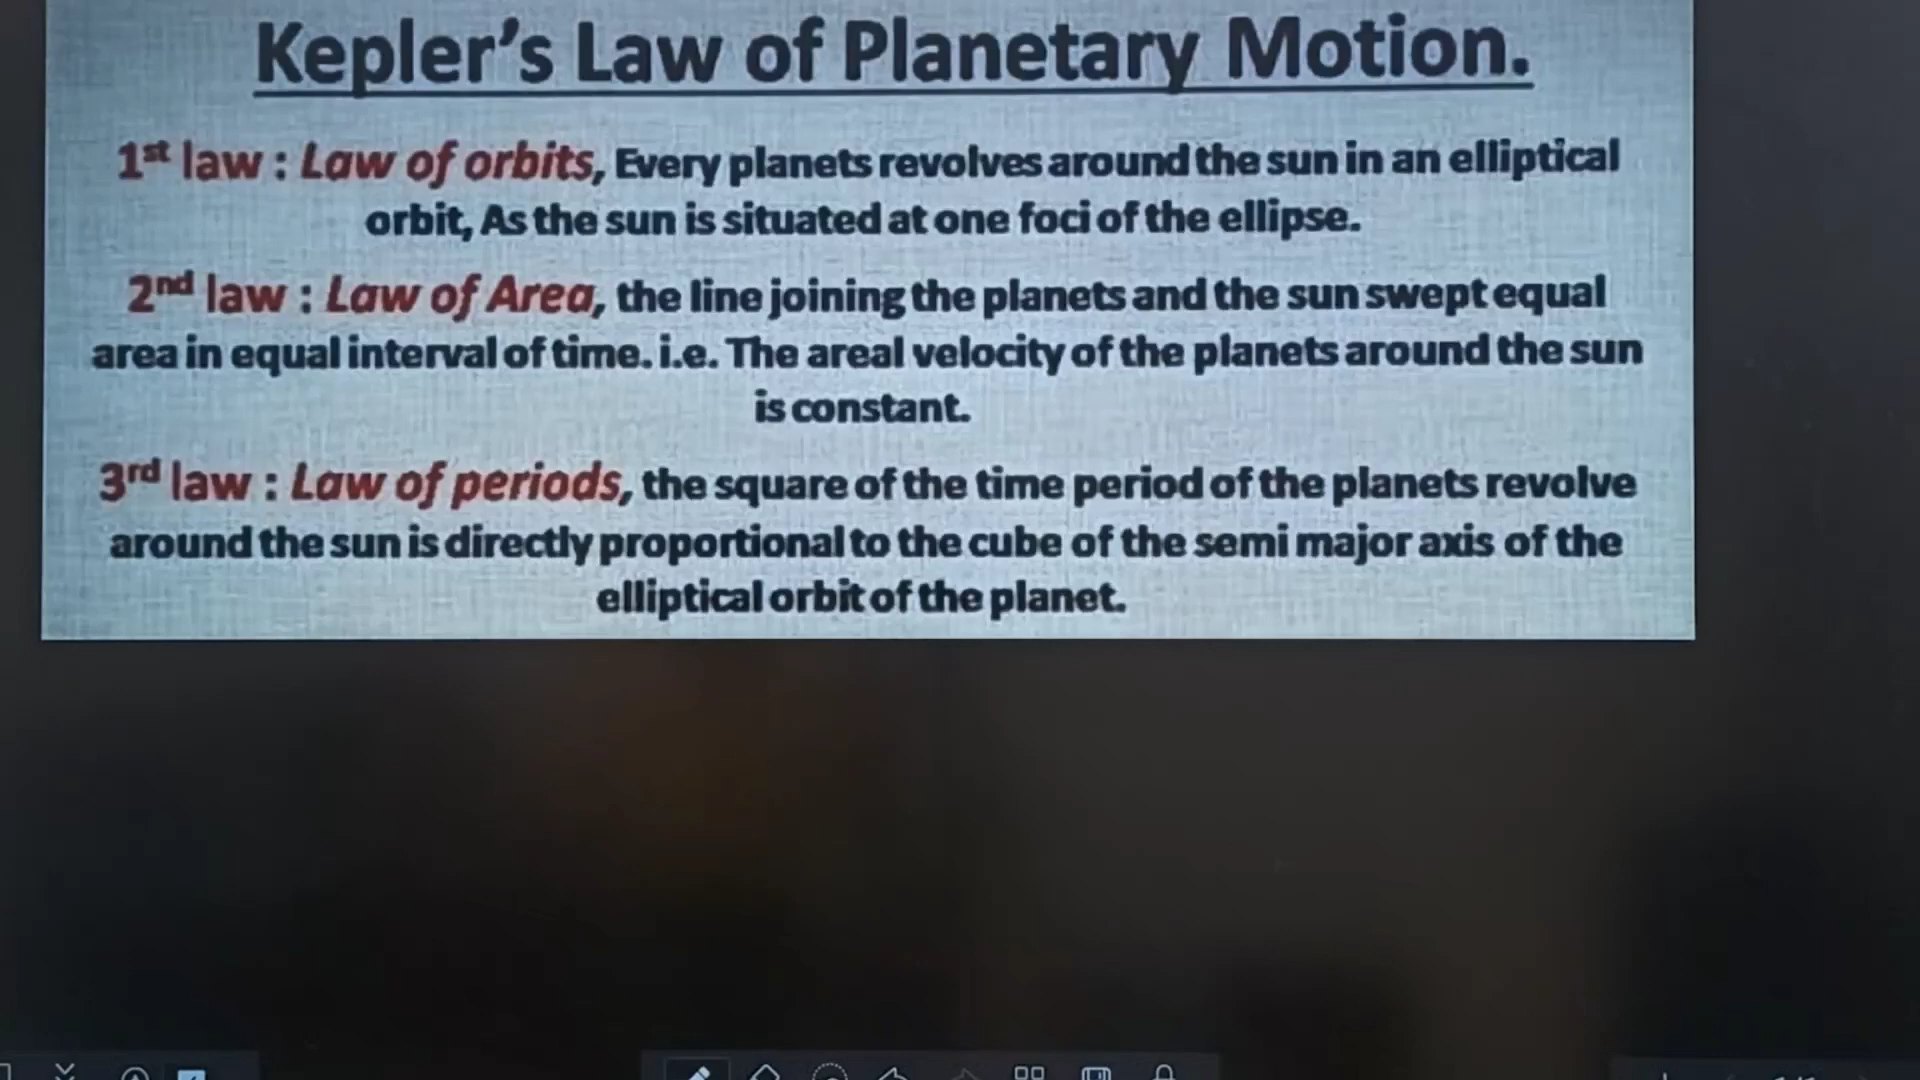 Kepler's Law of Planetary Motion.
1st law : Law of orbits, Every planets revolves around the sun in an elliptical
orbit, As the sun is situated at one foci of the ellipse.
2nd law : Law of Area, the line joining the planets and the sun swept equal
area in equal interval of time. i.e. The areal velocity of the planets around the sun
is constant.
3rd law : Law of periods, the square of the time period of the planets revolve
around the sun is directly proportional to the cube of the semi major axis of the
elliptical orbit of the planet.